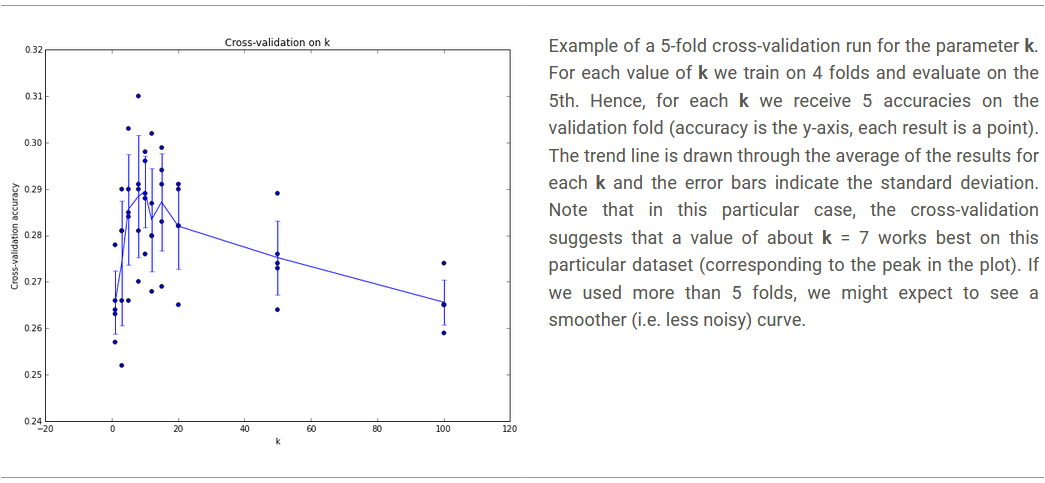 Cross-validation on k
0.32
0.31
0.30
0.29
0.28
0.27
0.26
0.25
0.24
Cross-validation accuracy
−20
0
20
40
60
80
100
120
k
Example of a 5-fold cross-validation run for the parameter k.
For each value of k we train on 4 folds and evaluate on the
5th. Hence, for each k we receive 5 accuracies on the
validation fold (accuracy is the y-axis, each result is a point).
The trend line is drawn through the average of the results for
each k and the error bars indicate the standard deviation.
Note that in this particular case, the cross-validation
suggests that a value of about k = 7 works best on this
particular dataset (corresponding to the peak in the plot). If
we used more than 5 folds, we might expect to see a
smoother (i.e. less noisy) curve.